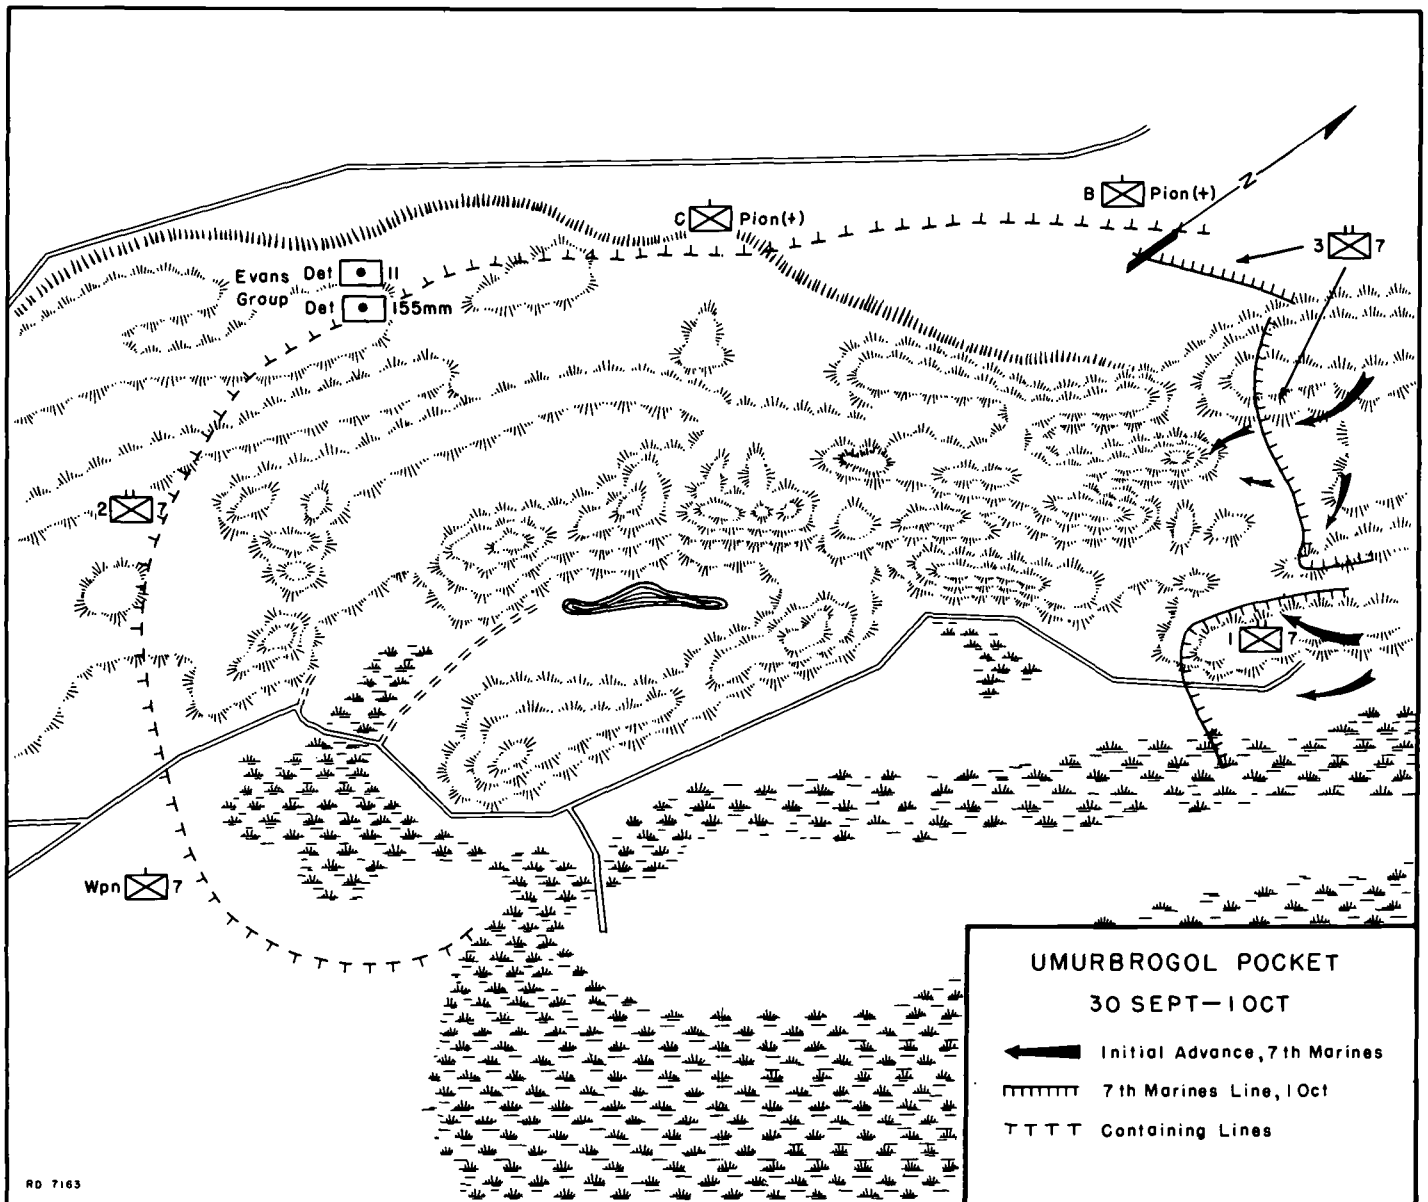 N
B Pion(+)
C Pion(+)
3 7
Evans Group
Det 11
Det 155mm
2 7
1 7
Wpn 7
UMURBROGOL POCKET
30 SEPT—1 OCT
Initial Advance, 7th Marines
7th Marines Line, 1 Oct
Containing Lines
RD 7163